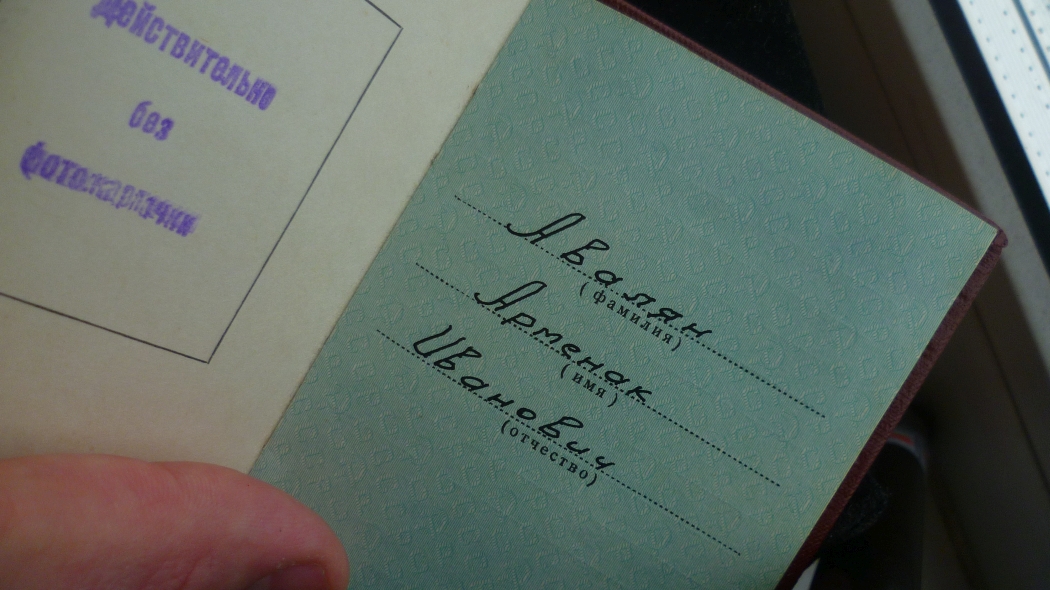 Действительно
без
фотокарточки
Авалян
(фамилия)
Арменак
(имя)
Иванович
(отчество)